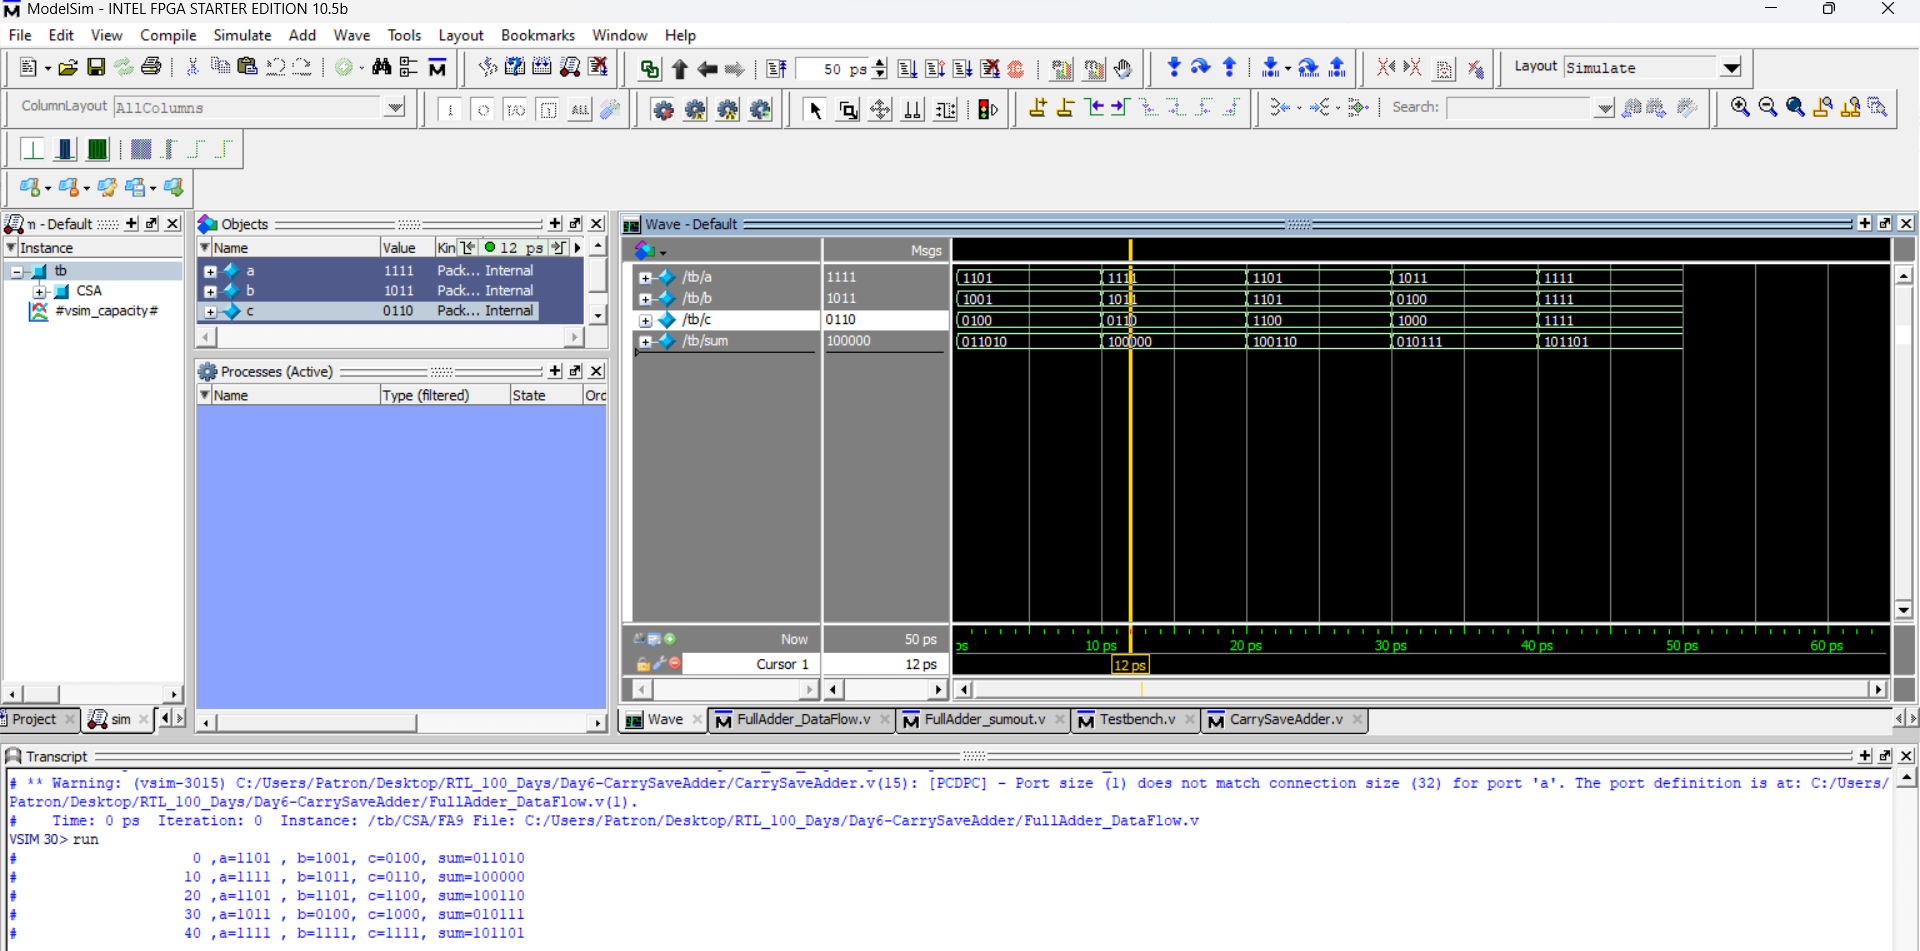 ModelSim - INTEL FPGA STARTER EDITION 10.5b
File Edit View Compile Simulate Add Wave Tools Layout Bookmarks Window Help
50 ps
Layout Simulate
ColumnLayout AllColumns
ALL
Search:
n - Default
Instance
tb
CSA
#vsim_capacity#
Project
sim
Objects
Name Value Kin 12 ps
a 1111 Pack... Internal
b 1011 Pack... Internal
c 0110 Pack... Internal
Processes (Active)
Name Type (filtered) State Orc
Wave - Default
Msgs
/tb/a 1111 1101 1111 1101 1011 1111
/tb/b 1011 1001 1011 1101 0100 1111
/tb/c 0110 0100 0110 1100 1000 1111
/tb/sum 100000 011010 100000 100110 010111 101101
Now 50 ps
ps 10 ps 20 ps 30 ps 40 ps 50 ps 60 ps
Cursor 1 12 ps 12 ps
Wave FullAdder_DataFlow.v FullAdder_sumout.v Testbench.v CarrySaveAdder.v
Transcript
# ** Warning: (vsim-3015) C:/Users/Patron/Desktop/RTL_100_Days/Day6-CarrySaveAdder/CarrySaveAdder.v(15): [PCDPC] - Port size (1) does not match connection size (32) for port 'a'. The port definition is at: C:/Users/
Patron/Desktop/RTL_100_Days/Day6-CarrySaveAdder/FullAdder_DataFlow.v(1).
# Time: 0 ps Iteration: 0 Instance: /tb/CSA/FA9 File: C:/Users/Patron/Desktop/RTL_100_Days/Day6-CarrySaveAdder/FullAdder_DataFlow.v
VSIM 30> run
# 0 ,a=1101 , b=1001, c=0100, sum=011010
# 10 ,a=1111 , b=1011, c=0110, sum=100000
# 20 ,a=1101 , b=1101, c=1100, sum=100110
# 30 ,a=1011 , b=0100, c=1000, sum=010111
# 40 ,a=1111 , b=1111, c=1111, sum=101101